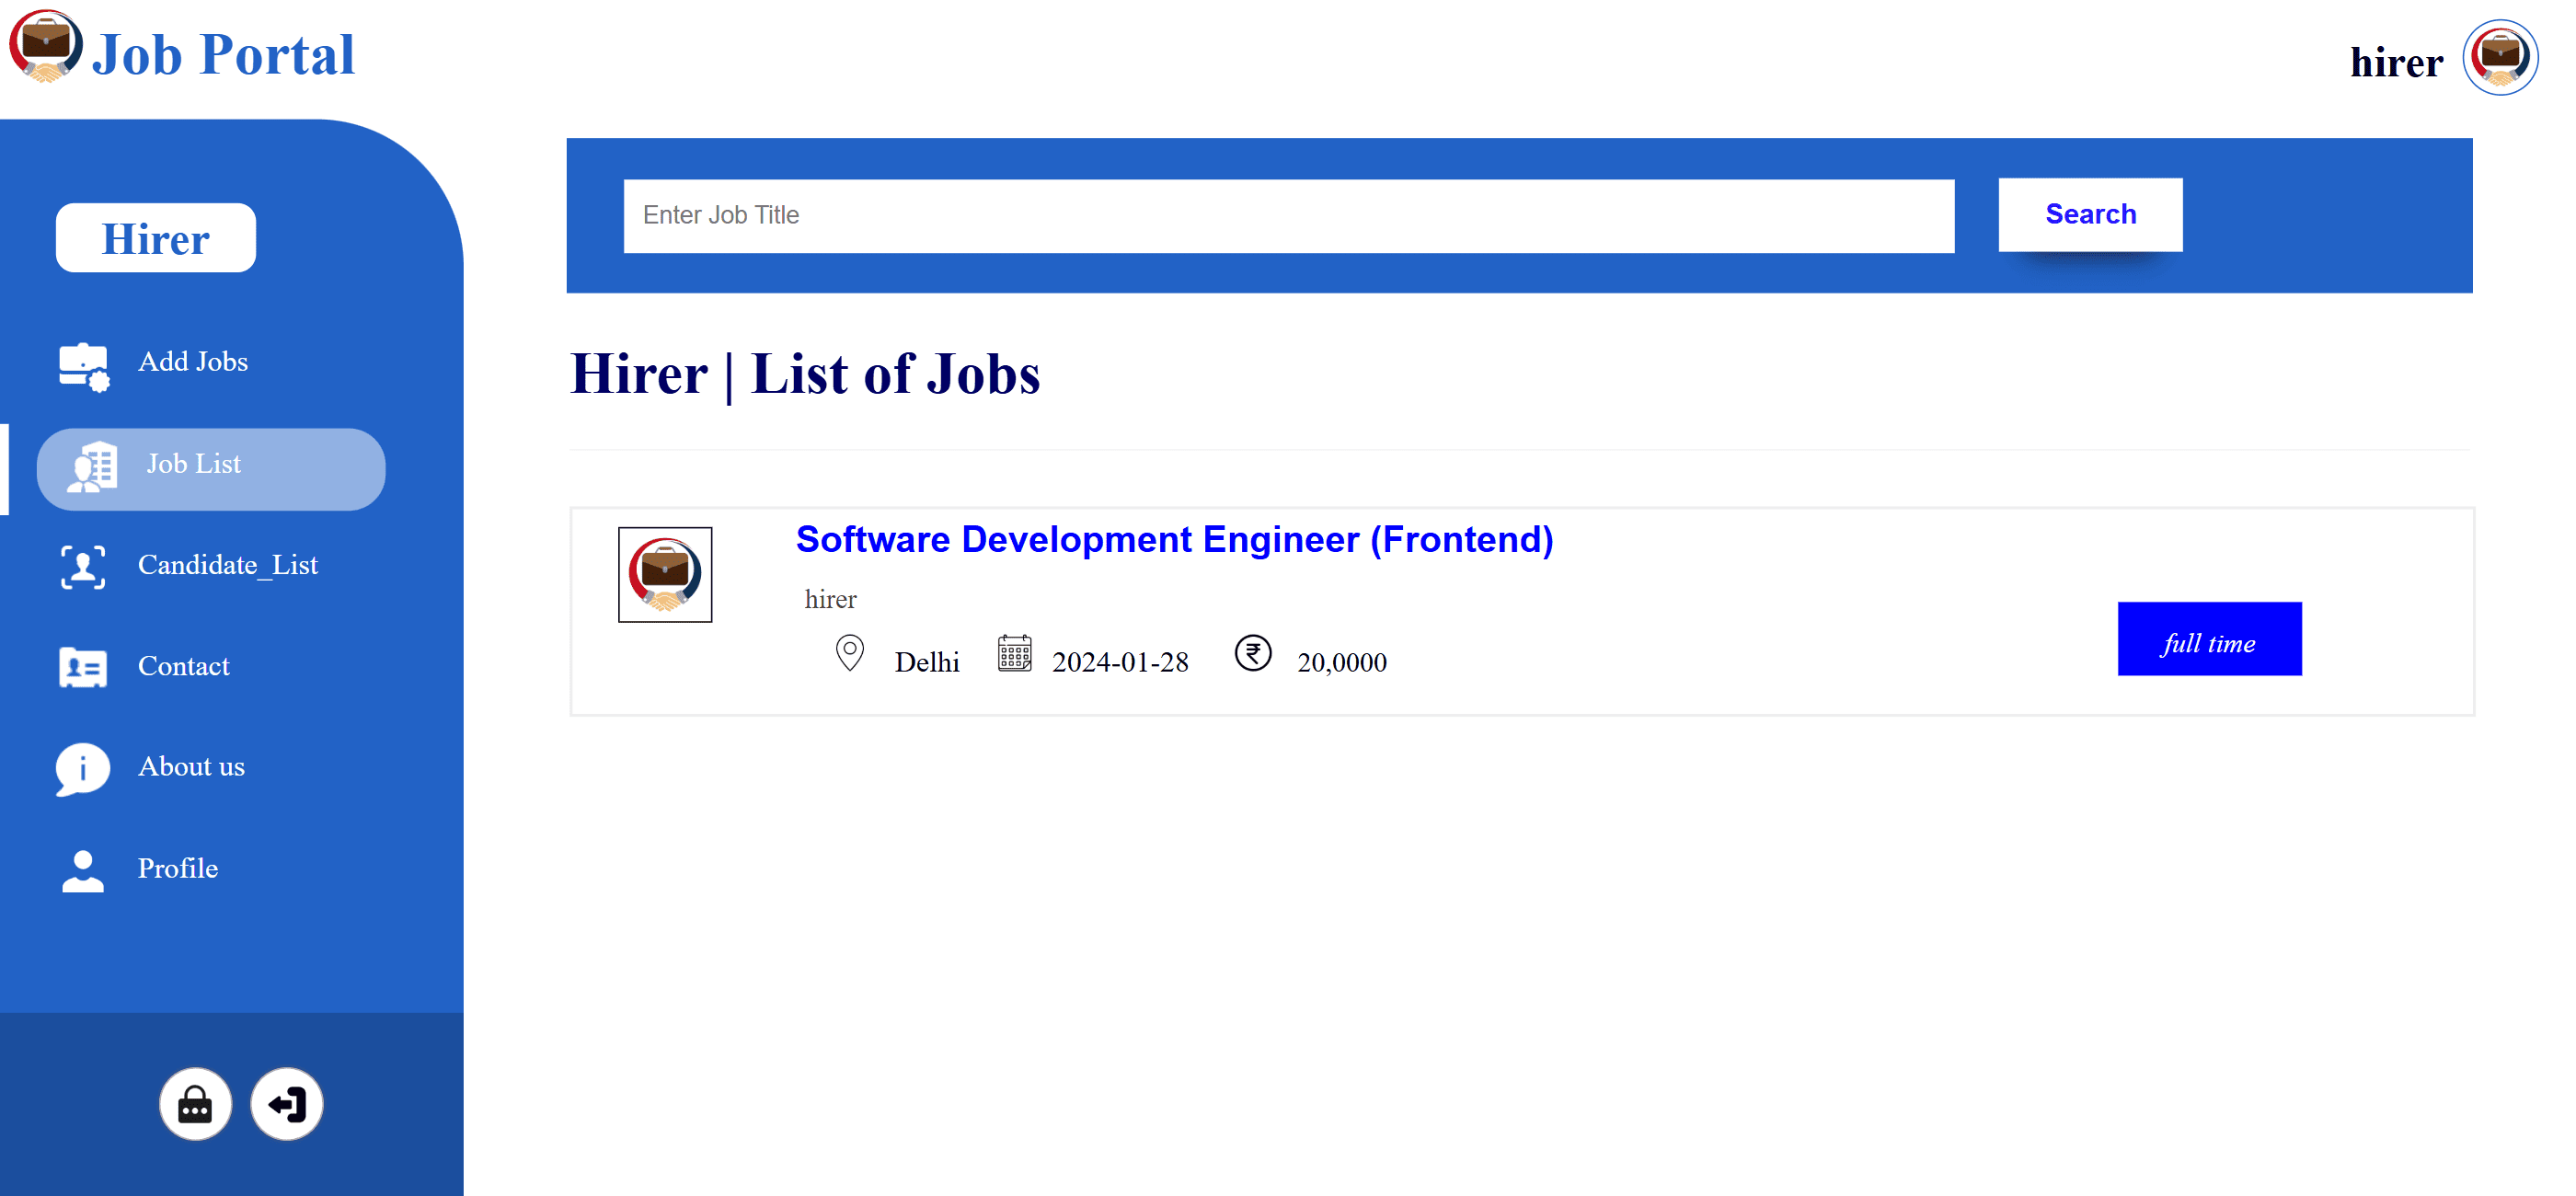 Job Portal
hirer
Hirer
Add Jobs
Job List
Candidate_List
Contact
About us
Profile
Enter Job Title
Search
Hirer | List of Jobs
Software Development Engineer (Frontend)
hirer
Delhi 2024-01-28 20,0000
full time